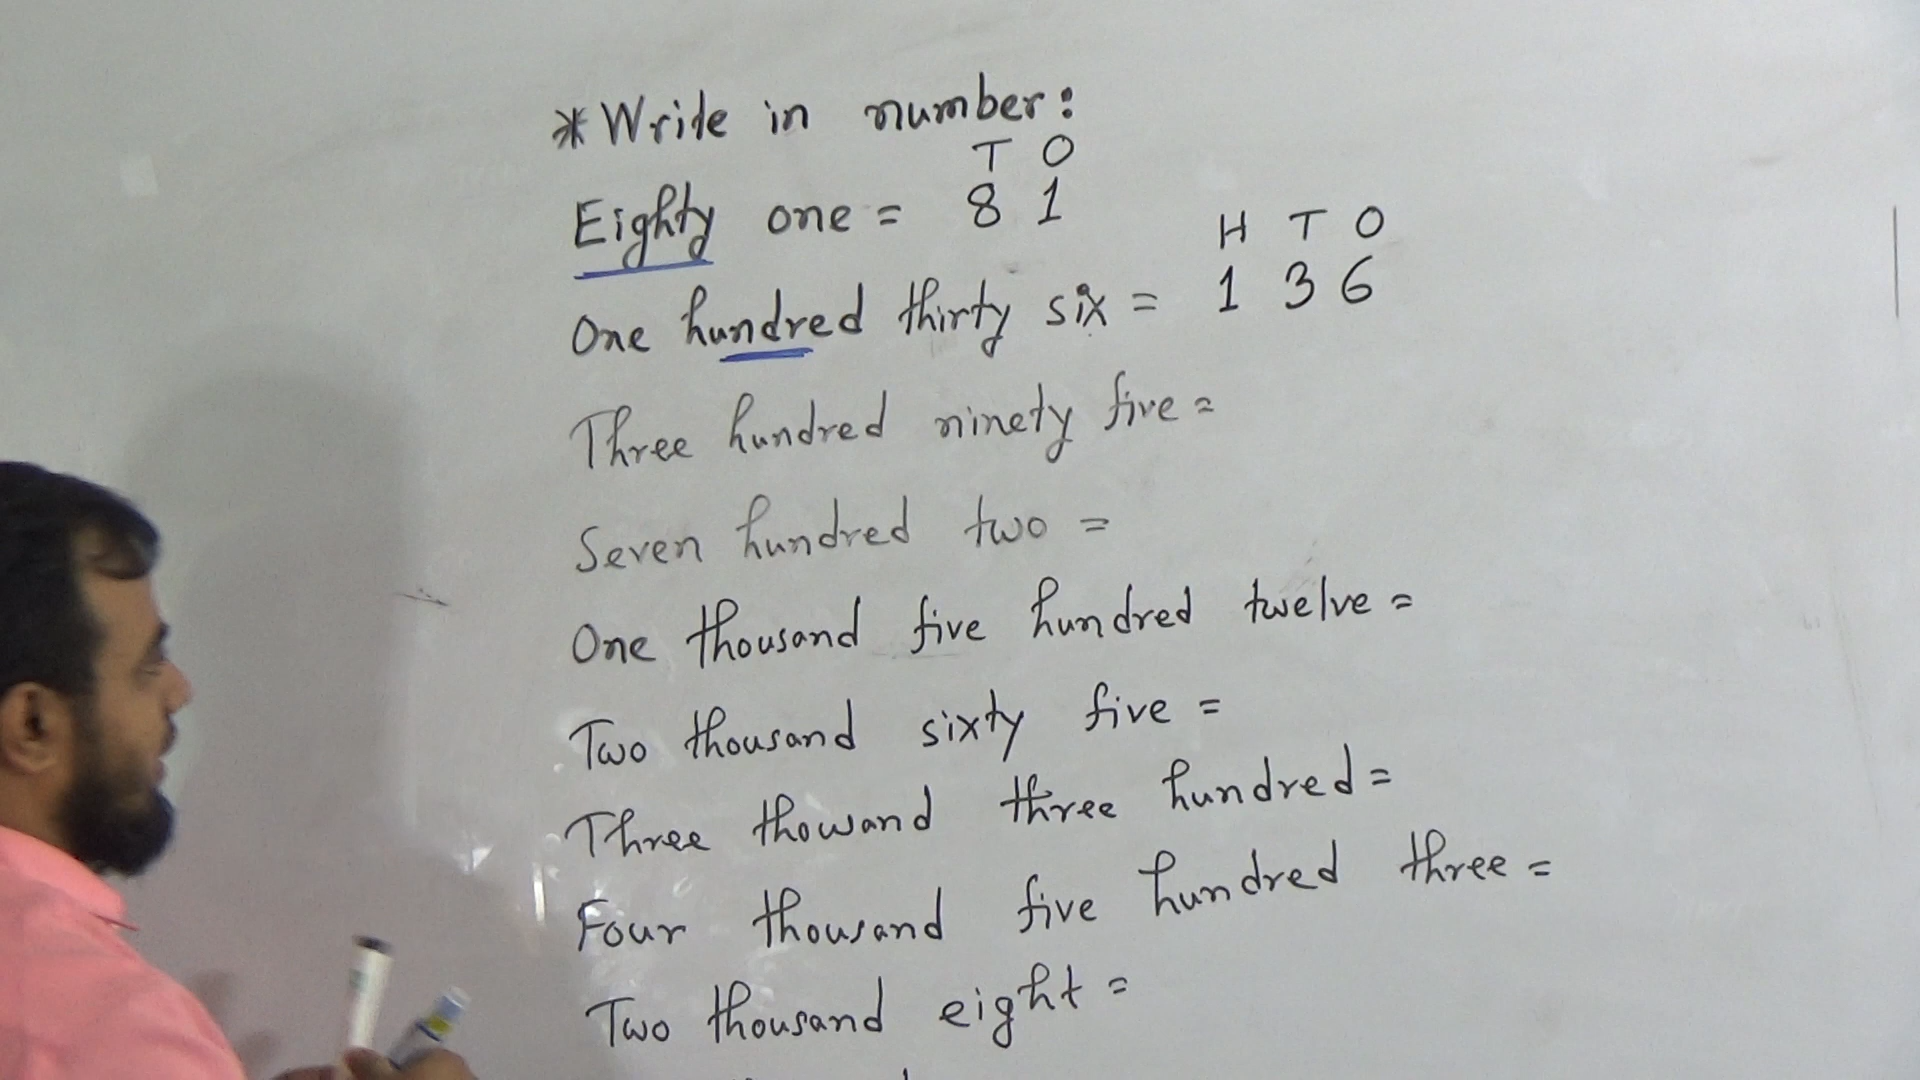 * Write in number:
T O
Eighty one = 8 1
H T O
One hundred thirty six = 1 3 6
Three hundred ninety five =
Seven hundred two =
One thousand five hundred twelve =
Two thousand sixty five =
Three thousand three hundred =
Four thousand five hundred three =
Two thousand eight =